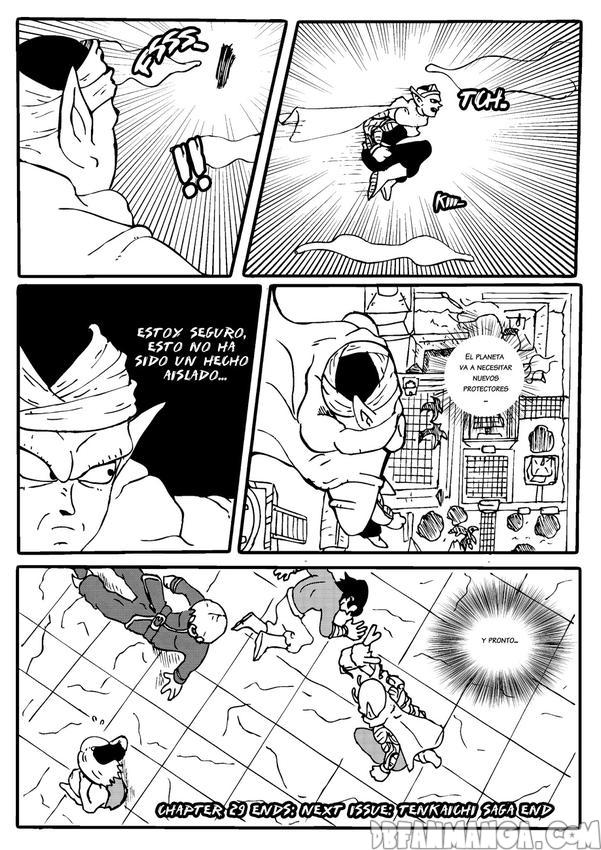 FSSS..
!!
TCH.
KIII..
ESTOY SEGURO,
ESTO NO HA
SIDO UN HECHO
AISLADO...
EL PLANETA
VA A NECESITAR
NUEVOS
PROTECTORES
...
Y PRONTO...
CHAPTER 29 ENDS: NEXT ISSUE: TENKAICHI SAGA END
DBFANMANGA.COM